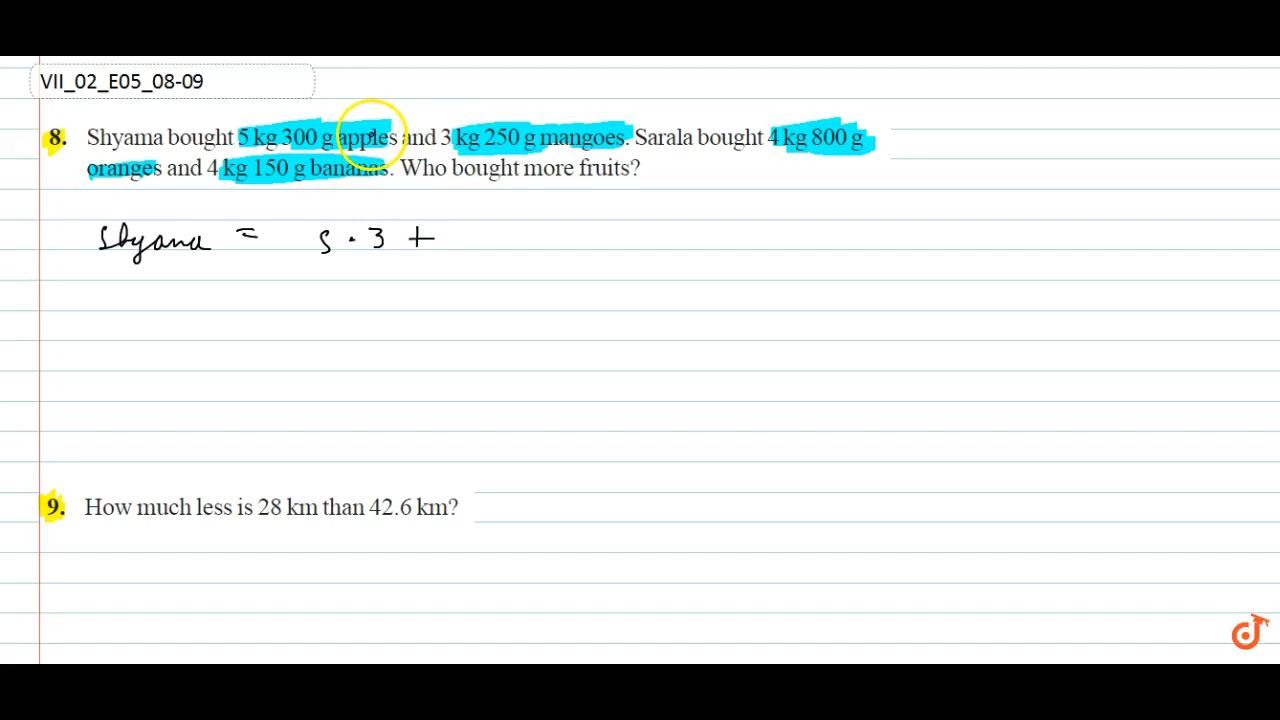 VII_02_E05_08-09
8. Shyama bought 5 kg 300 g apples and 3 kg 250 g mangoes. Sarala bought 4 kg 800 g
oranges and 4 kg 150 g bananas. Who bought more fruits?
Shyama = 5.3 +
9. How much less is 28 km than 42.6 km?